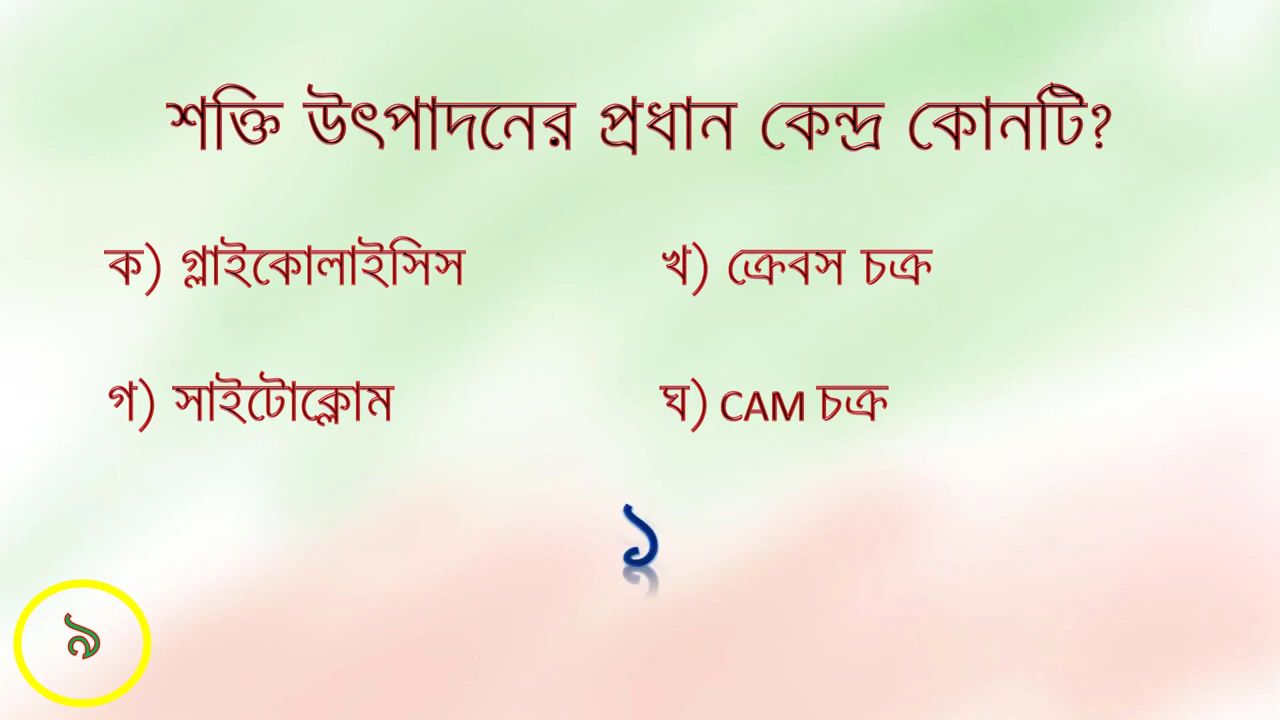 শক্তি উৎপাদনের প্রধান কেন্দ্র কোনটি?
ক) গ্লাইকোলাইসিস খ) ক্রেবস চক্র
গ) সাইটোক্লোম ঘ) CAM চক্র
১
৯